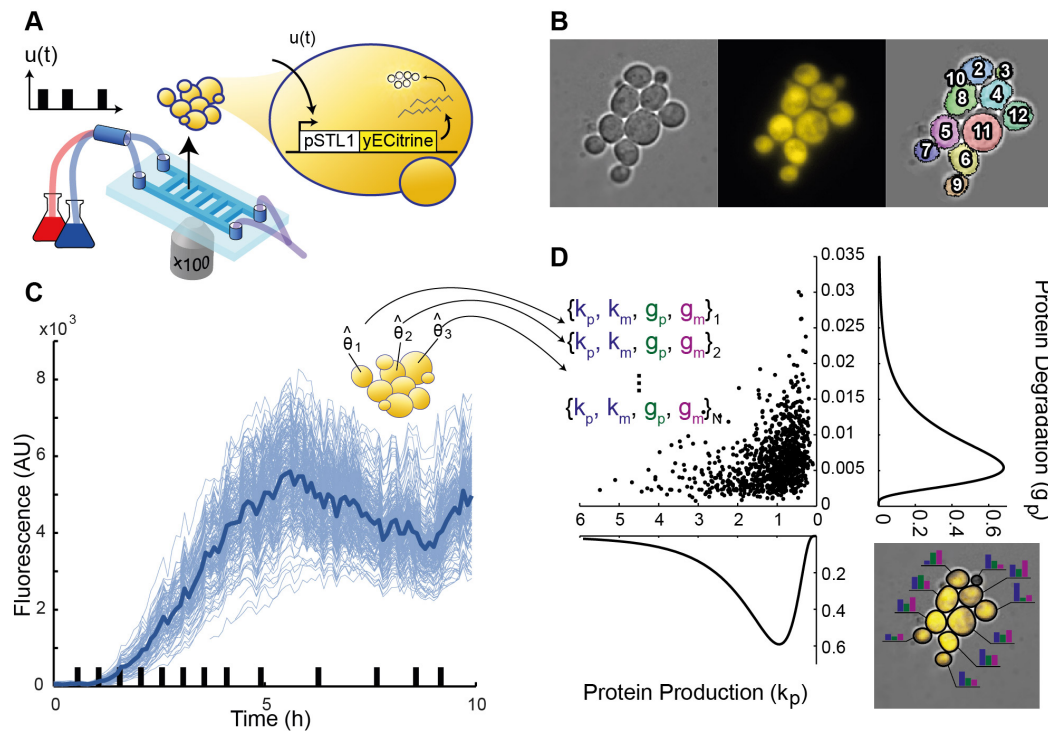 A
u(t)
u(t)
pSTL1 yECitrine
x100
B
2
3
10
8
4
12
5
11
7
6
9
C
x10³
8
6
4
2
0
Fluorescence (AU)
0
5
10
Time (h)
θ̂₁
θ̂₂
θ̂₃
D
{kₚ, kₘ, gₚ, gₘ}₁
{kₚ, kₘ, gₚ, gₘ}₂
⋮
{kₚ, kₘ, gₚ, gₘ}N
0.035
0.03
0.025
0.02
0.015
0.01
0.005
0
6 5 4 3 2 1 0
0 0.2 0.4 0.6
Protein Degradation (gₚ)
0.2
0.4
0.6
Protein Production (kₚ)